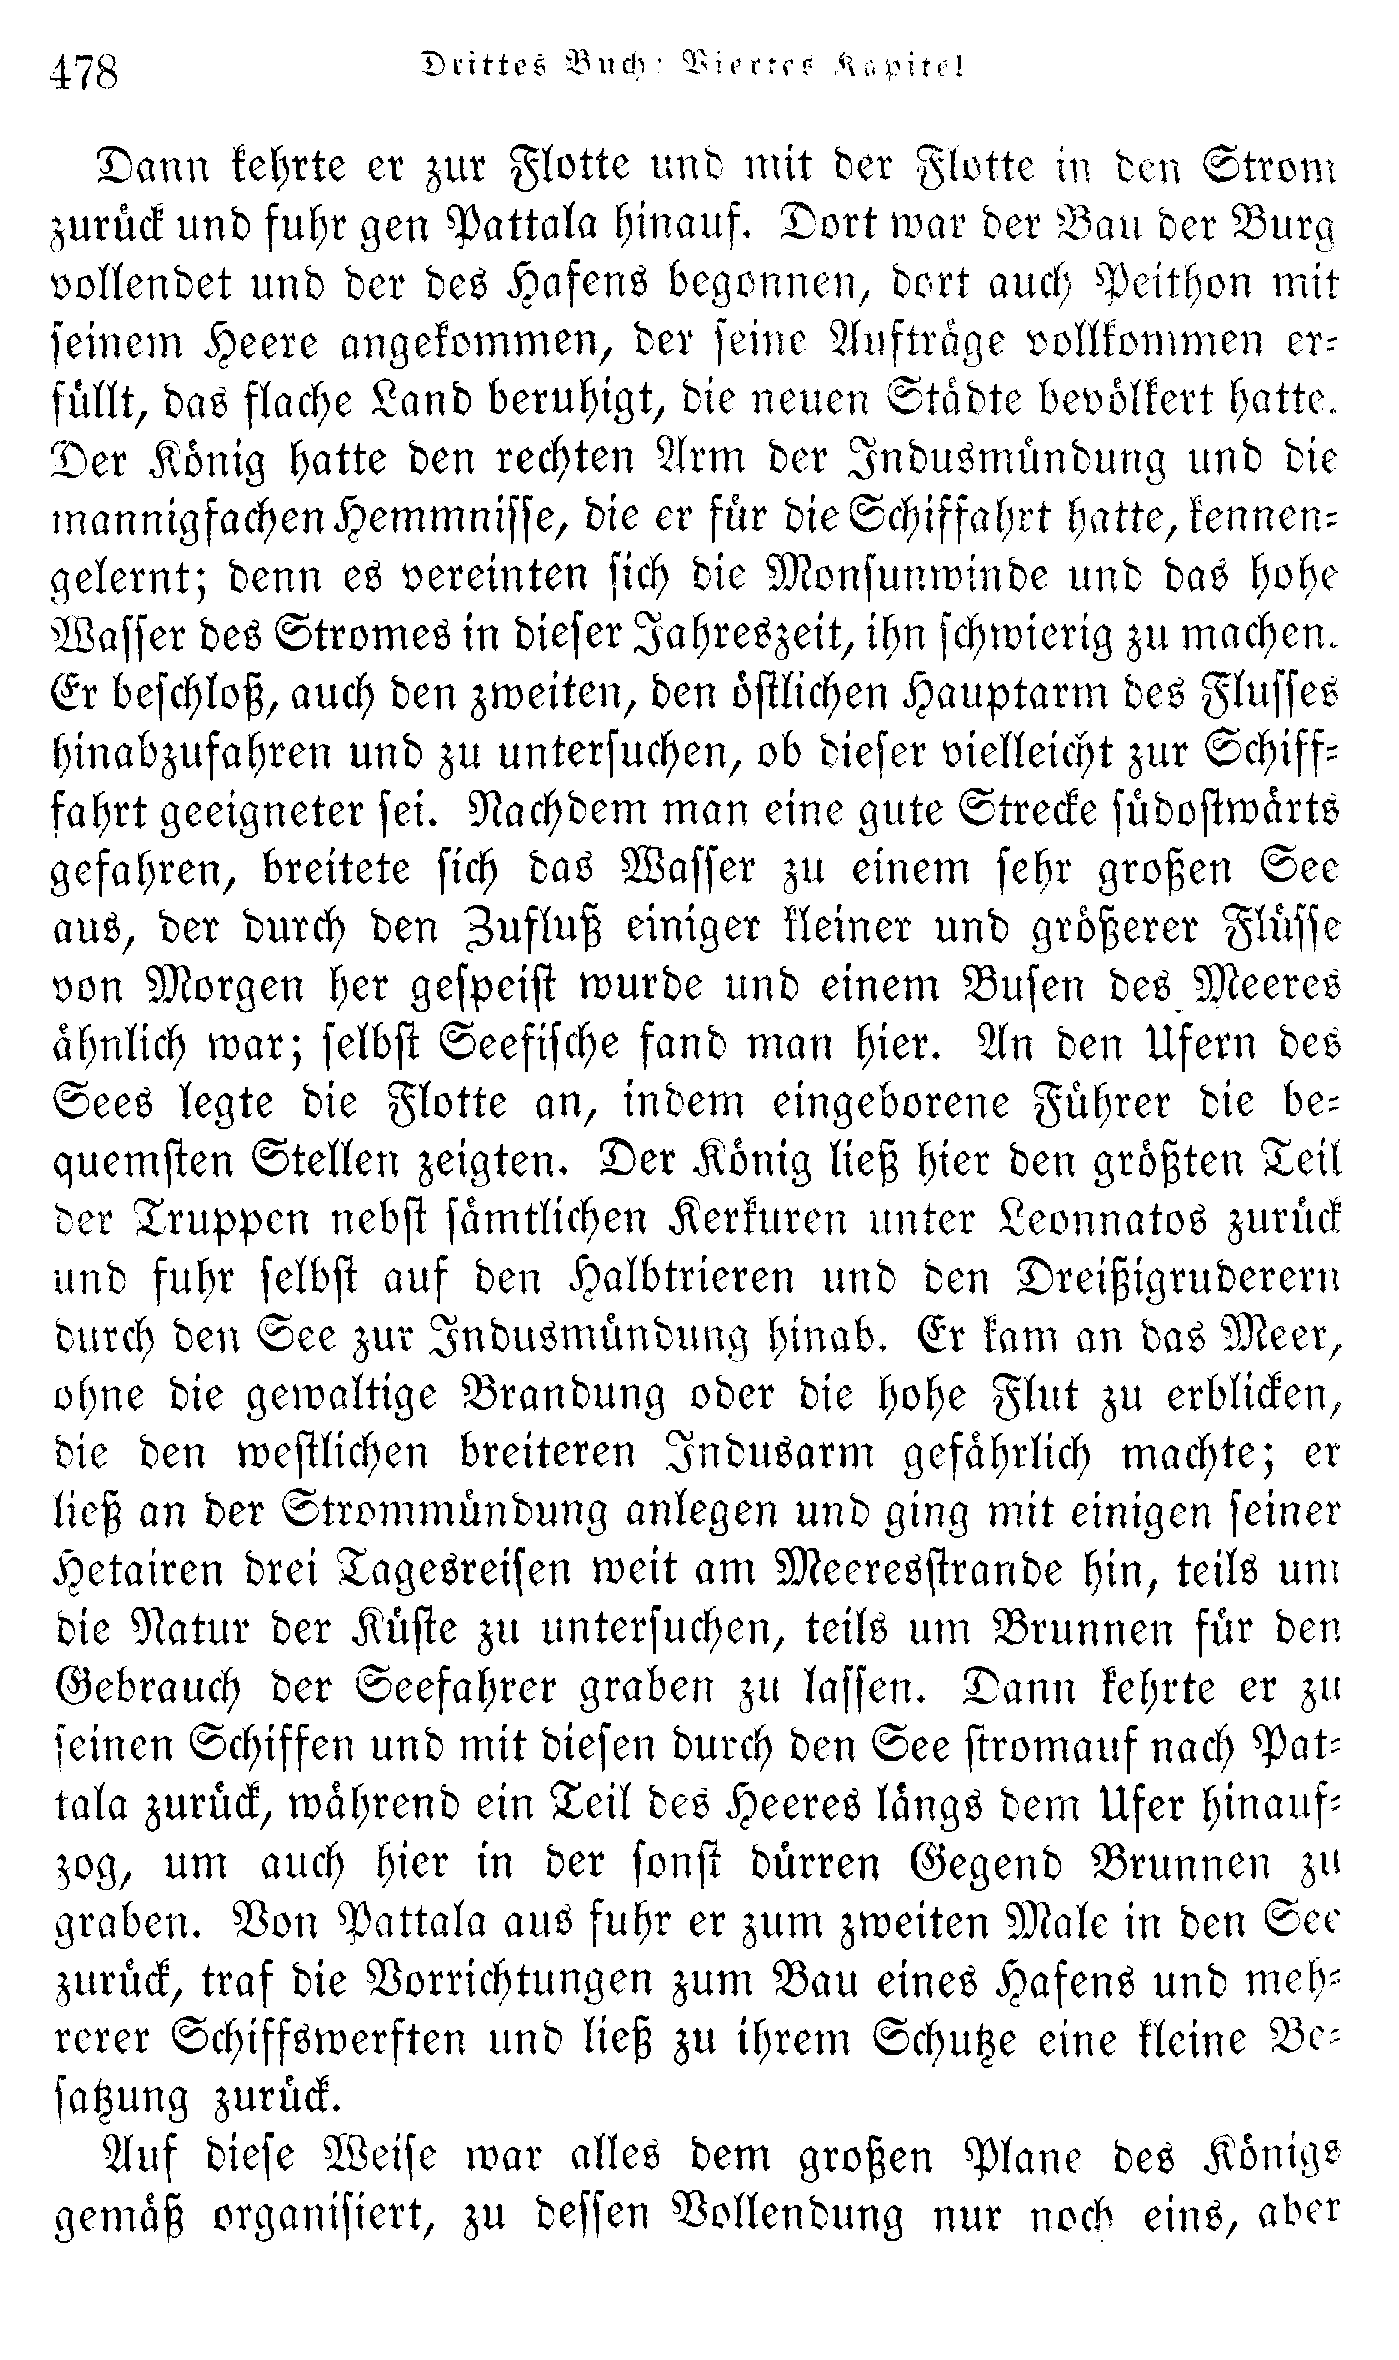 478
Drittes Buch: Viertes Kapitel
Dann kehrte er zur Flotte und mit der Flotte in den Strom
zurück und fuhr gen Pattala hinauf. Dort war der Bau der Burg
vollendet und der des Hafens begonnen, dort auch Peithon mit
seinem Heere angekommen, der seine Aufträge vollkommen er-
füllt, das flache Land beruhigt, die neuen Städte bevölkert hatte.
Der König hatte den rechten Arm der Indusmündung und die
mannigfachen Hemmnisse, die er für die Schiffahrt hatte, kennen-
gelernt; denn es vereinten sich die Monsunwinde und das hohe
Wasser des Stromes in dieser Jahreszeit, ihn schwierig zu machen.
Er beschloß, auch den zweiten, den östlichen Hauptarm des Flusses
hinabzufahren und zu untersuchen, ob dieser vielleicht zur Schiff-
fahrt geeigneter sei. Nachdem man eine gute Strecke südostwärts
gefahren, breitete sich das Wasser zu einem sehr großen See
aus, der durch den Zufluß einiger kleiner und größerer Flüsse
von Morgen her gespeist wurde und einem Busen des Meeres
ähnlich war; selbst Seefische fand man hier. An den Ufern des
Sees legte die Flotte an, indem eingeborene Führer die be-
quemsten Stellen zeigten. Der König ließ hier den größten Teil
der Truppen nebst sämtlichen Kerkuren unter Leonnatos zurück
und fuhr selbst auf den Halbtrieren und den Dreißigruderern
durch den See zur Indusmündung hinab. Er kam an das Meer,
ohne die gewaltige Brandung oder die hohe Flut zu erblicken,
die den westlichen breiteren Indusarm gefährlich machte; er
ließ an der Strommündung anlegen und ging mit einigen seiner
Hetairen drei Tagesreisen weit am Meeresstrande hin, teils um
die Natur der Küste zu untersuchen, teils um Brunnen für den
Gebrauch der Seefahrer graben zu lassen. Dann kehrte er zu
seinen Schiffen und mit diesen durch den See stromauf nach Pat-
tala zurück, während ein Teil des Heeres längs dem Ufer hinauf-
zog, um auch hier in der sonst dürren Gegend Brunnen zu
graben. Von Pattala aus fuhr er zum zweiten Male in den See
zurück, traf die Vorrichtungen zum Bau eines Hafens und meh-
rerer Schiffswerften und ließ zu ihrem Schutze eine kleine Be-
satzung zurück.
Auf diese Weise war alles dem großen Plane des Königs
gemäß organisiert, zu dessen Vollendung nur noch eins, aber